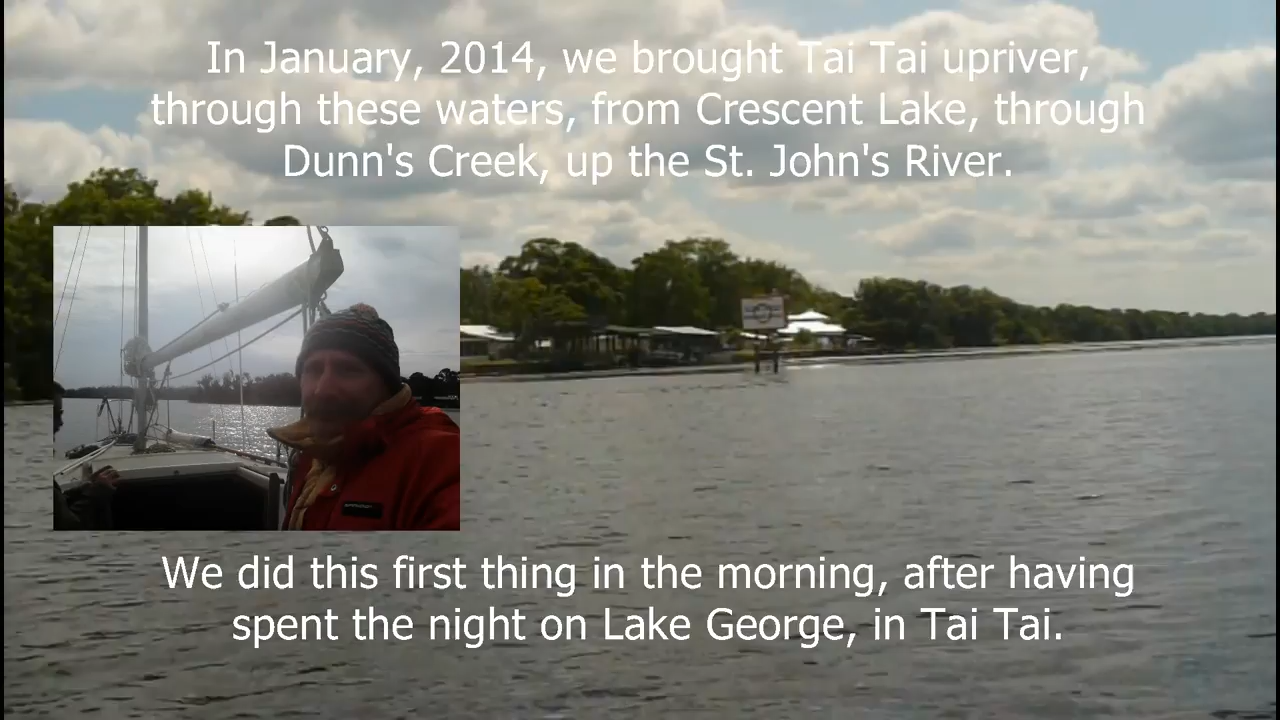 In January, 2014, we brought Tai Tai upriver,
through these waters, from Crescent Lake, through
Dunn's Creek, up the St. John's River.
We did this first thing in the morning, after having
spent the night on Lake George, in Tai Tai.